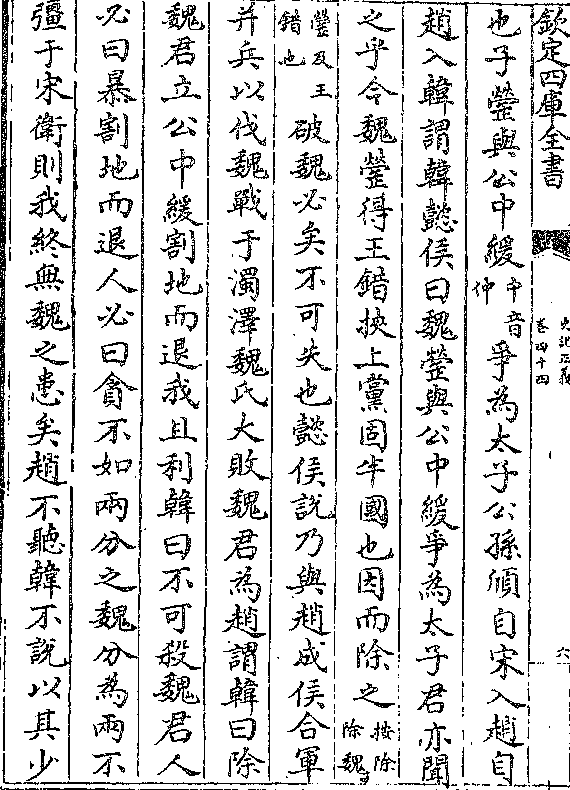 欽定四庫全書
史記正義
卷四十四
六
也子罃與公中緩中音仲爭為太子公孫頎自宋入趙自
趙入韓謂韓懿侯曰魏罃與公中緩爭為太子君亦聞
之乎今魏罃得王錯挾上黨固半國也因而除之按除除魏
罃及王錯也破魏必矣不可失也懿侯說乃與趙成侯合軍
并兵以伐魏戰于濁澤魏氏大敗魏君為趙謂韓曰除
魏君立公中緩割地而退我且利韓曰不可殺魏君人
必曰暴割地而退人必曰貪不如兩分之魏分為兩不
彊于宋衛則我終無魏之患矣趙不聽韓不說以其少